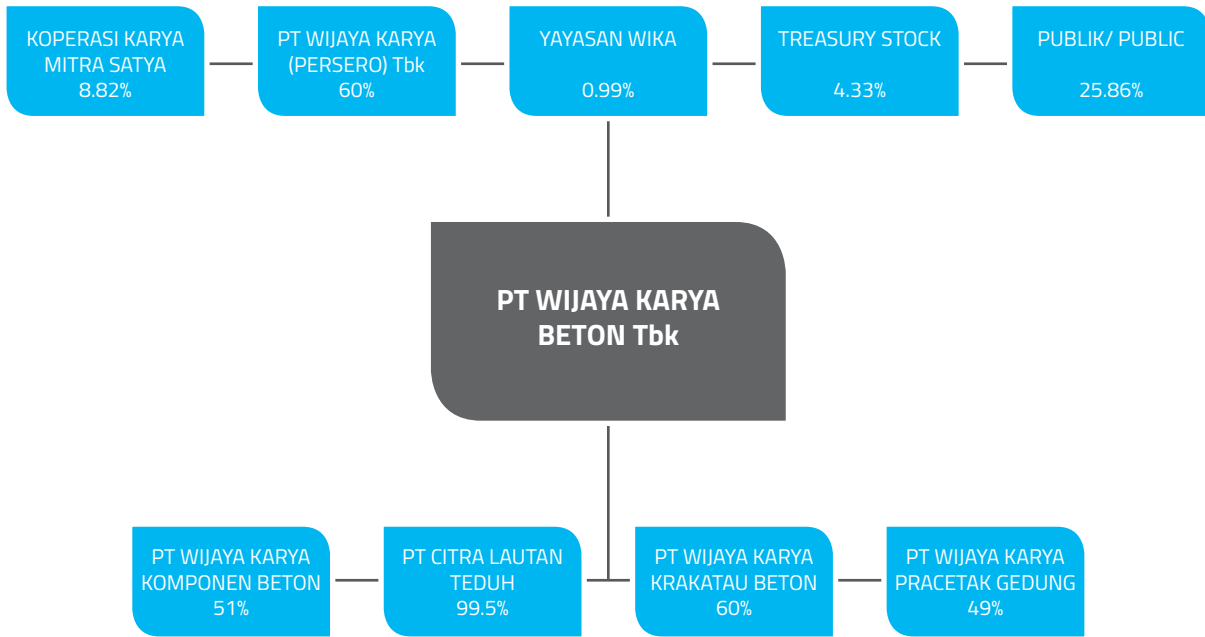 KOPERASI KARYA
MITRA SATYA
8.82%
PT WIJAYA KARYA
(PERSERO) Tbk
60%
YAYASAN WIKA
0.99%
TREASURY STOCK
4.33%
PUBLIK/ PUBLIC
25.86%
PT WIJAYA KARYA
BETON Tbk
PT WIJAYA KARYA
KOMPONEN BETON
51%
PT CITRA LAUTAN
TEDUH
99.5%
PT WIJAYA KARYA
KRAKATAU BETON
60%
PT WIJAYA KARYA
PRACETAK GEDUNG
49%